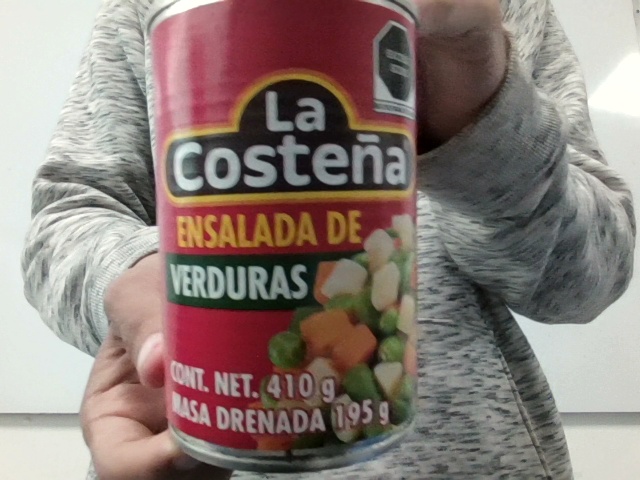 La
Costeña
ENSALADA DE
VERDURAS
CONT. NET. 410 g
MASA DRENADA 195 g